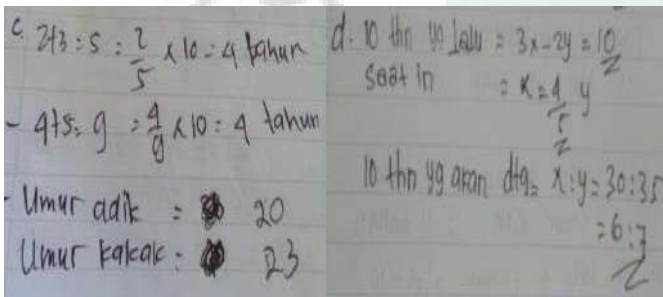 c. 2+3 = 5 = 2/5 x 10 = 4 tahun
- 4+5 = 9 = 4/9 x 10 = 4 tahun
- Umur adik = 20
Umur kakak = 23
d. 10 thn yg lalu = 3x - 2y = 10
saat in = x = 4/5 y
10 thn yg akan dtg = x : y = 30 : 35
= 6 : 7